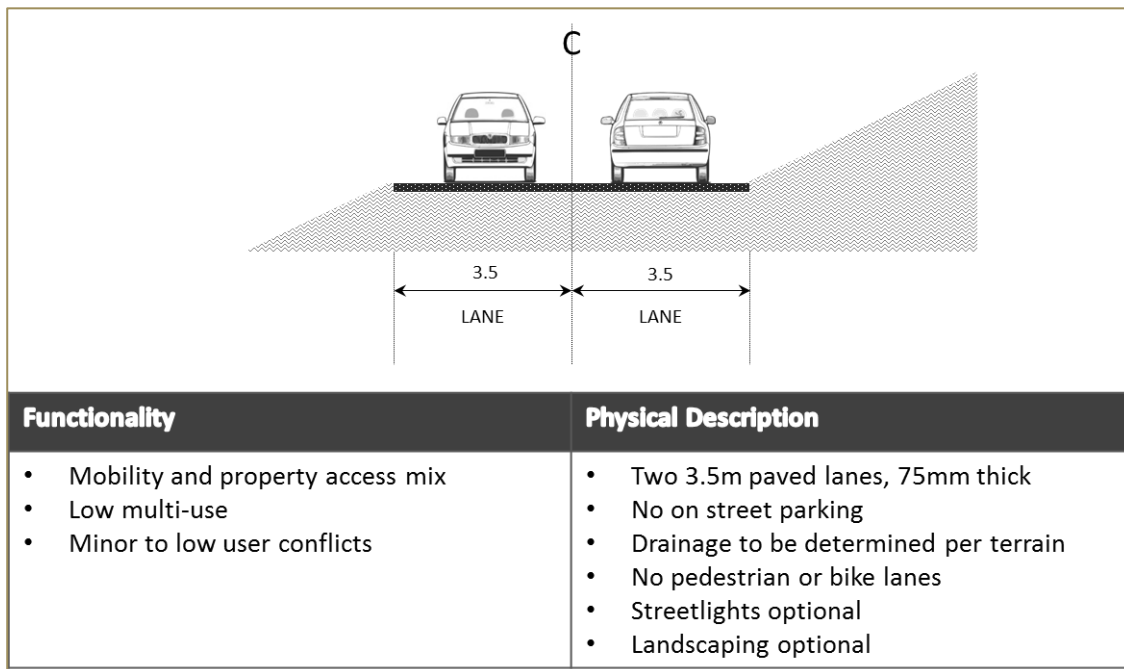 C
3.5 3.5
LANE LANE
Functionality
• Mobility and property access mix
• Low multi-use
• Minor to low user conflicts
Physical Description
• Two 3.5m paved lanes, 75mm thick
• No on street parking
• Drainage to be determined per terrain
• No pedestrian or bike lanes
• Streetlights optional
• Landscaping optional